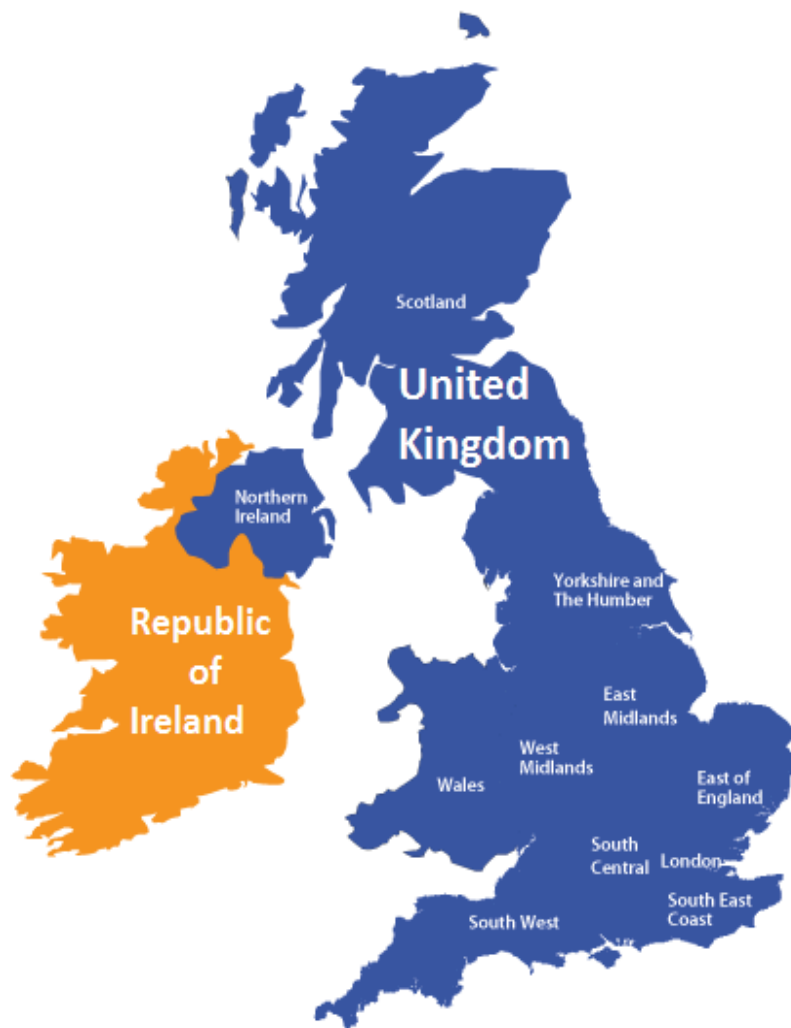 Scotland
United
Kingdom
Northern
Ireland
Yorkshire and
The Humber
Republic
of
Ireland
East
Midlands
West
Midlands
Wales
East of
England
South
Central
London
South East
Coast
South West